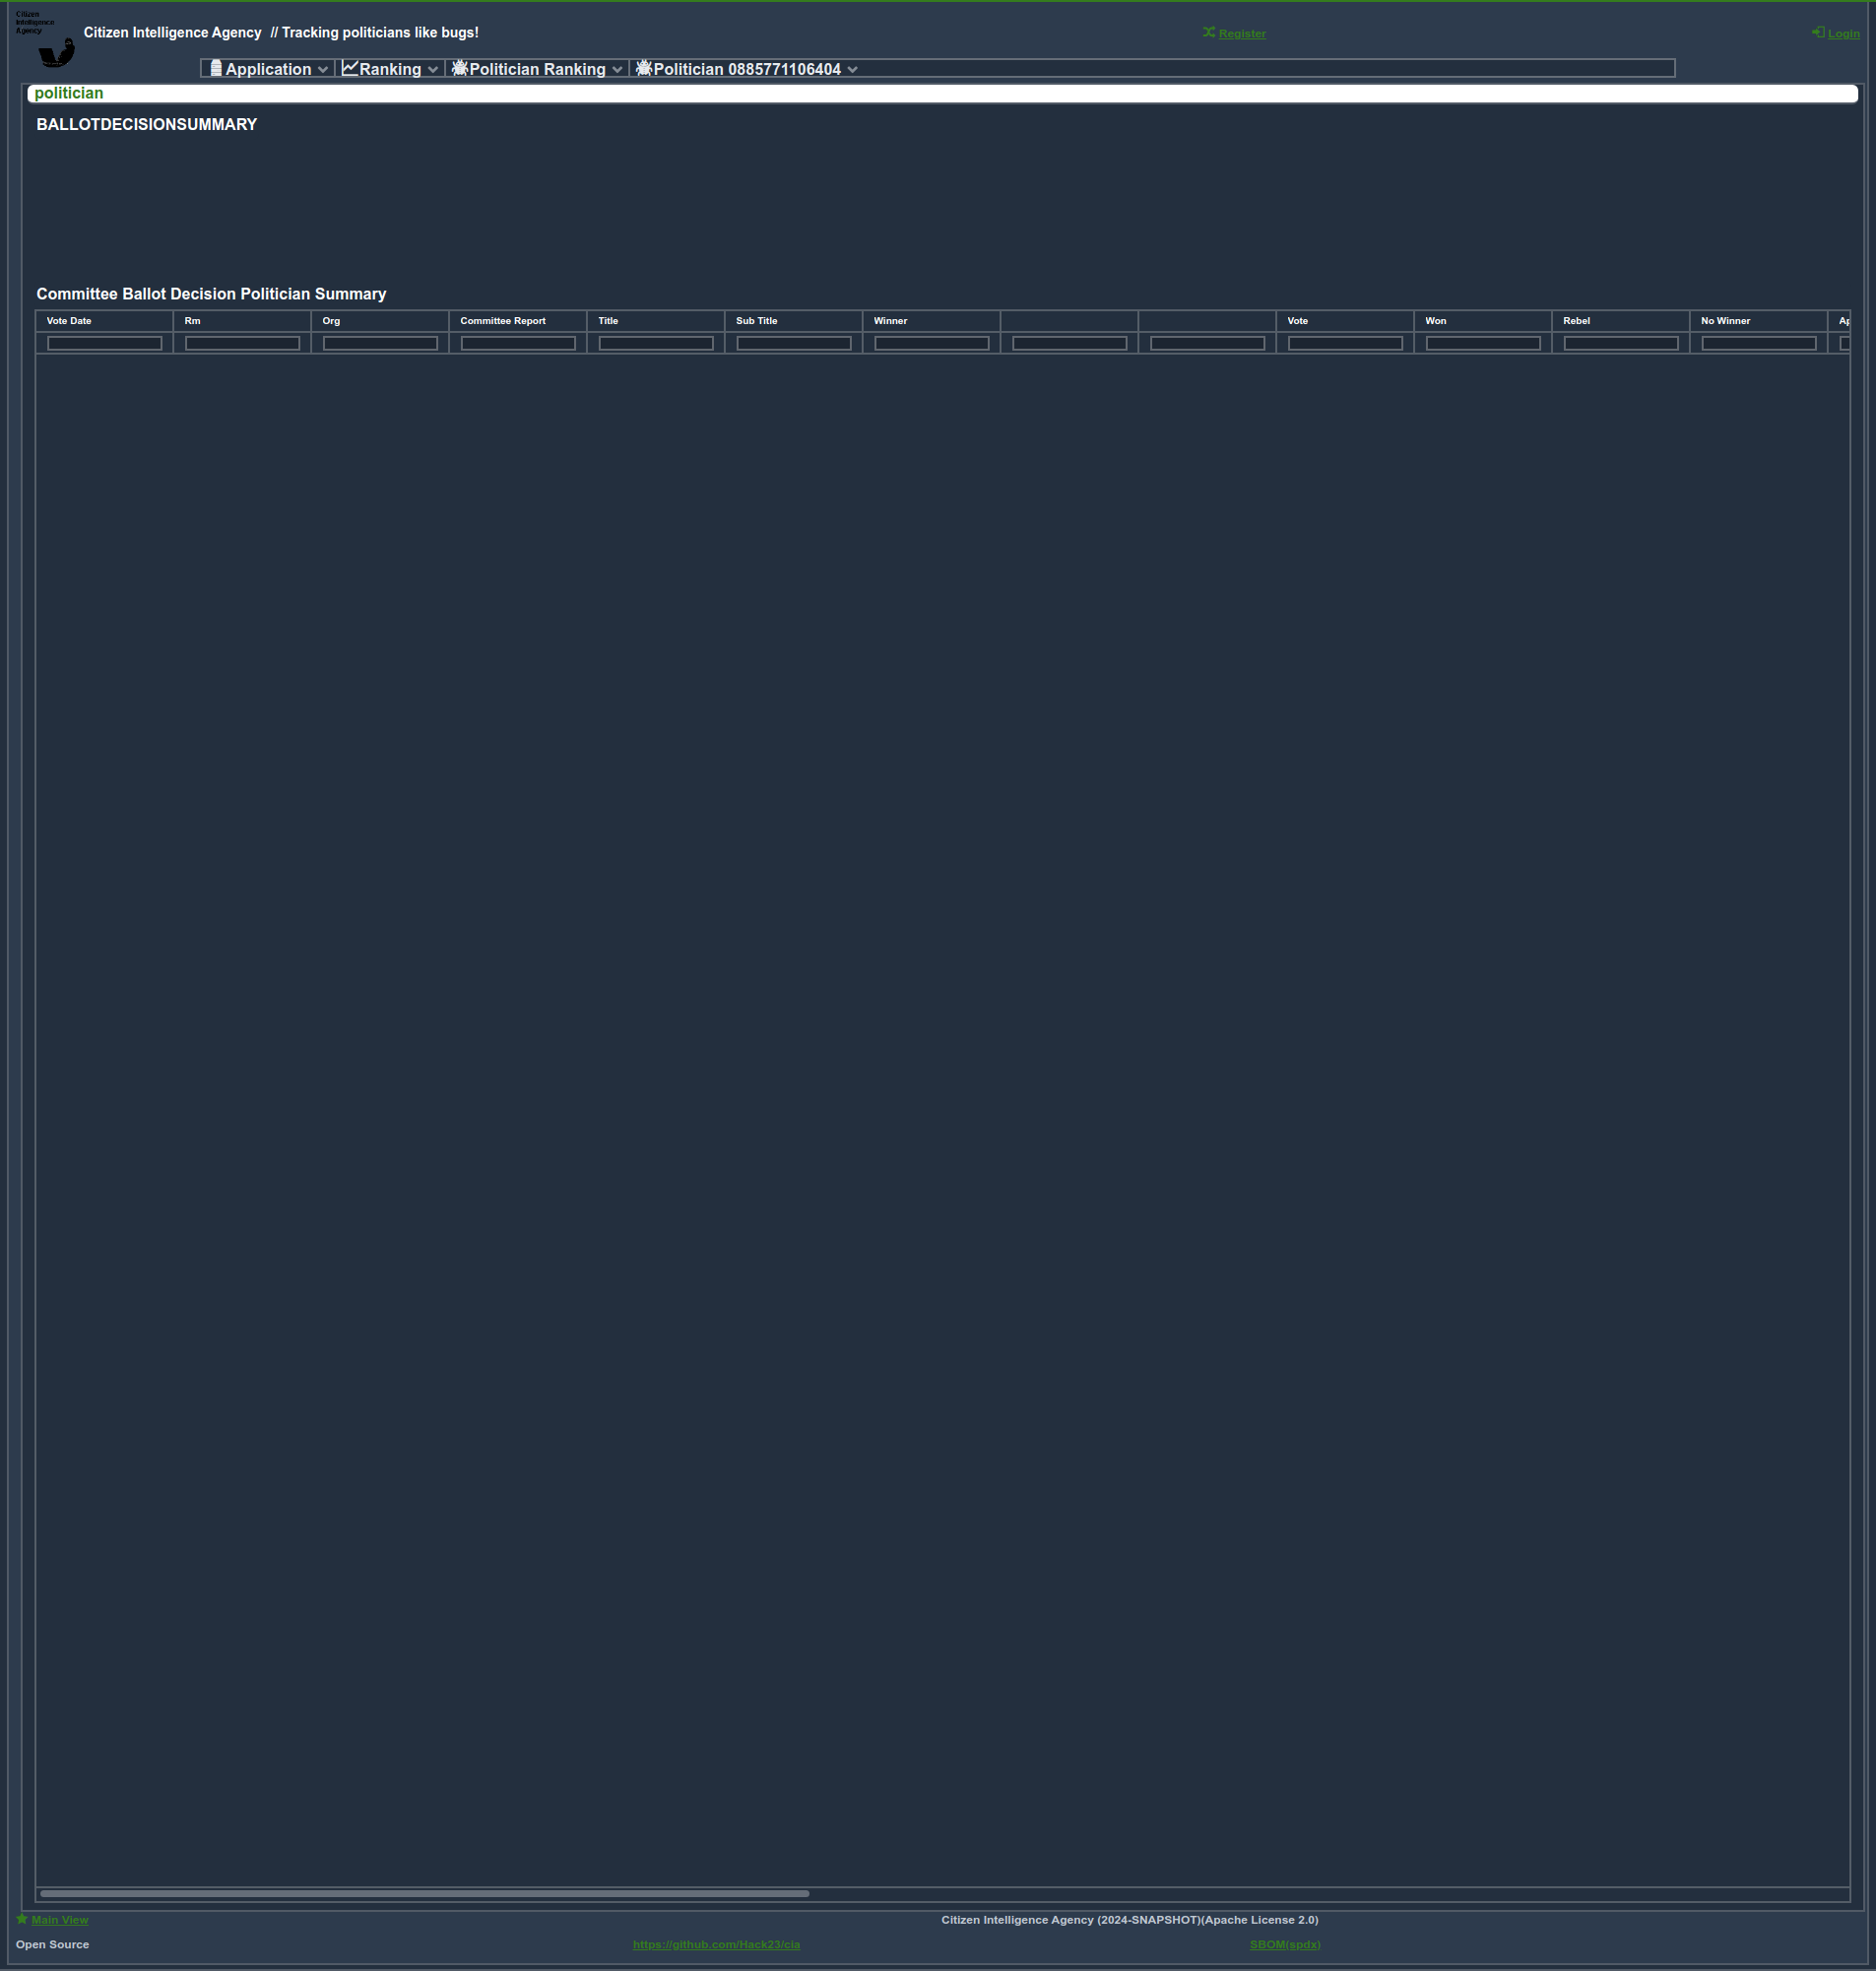 Citizen
Intelligence
Agency
Citizen Intelligence Agency // Tracking politicians like bugs!
Register
Login
Application
Ranking
Politician Ranking
Politician 0885771106404
politician
BALLOTDECISIONSUMMARY
Committee Ballot Decision Politician Summary
Vote Date Rm Org Committee Report Title Sub Title Winner Vote Won Rebel No Winner
Main View
Citizen Intelligence Agency (2024-SNAPSHOT)(Apache License 2.0)
Open Source
https://github.com/Hack23/cia
SBOM(spdx)